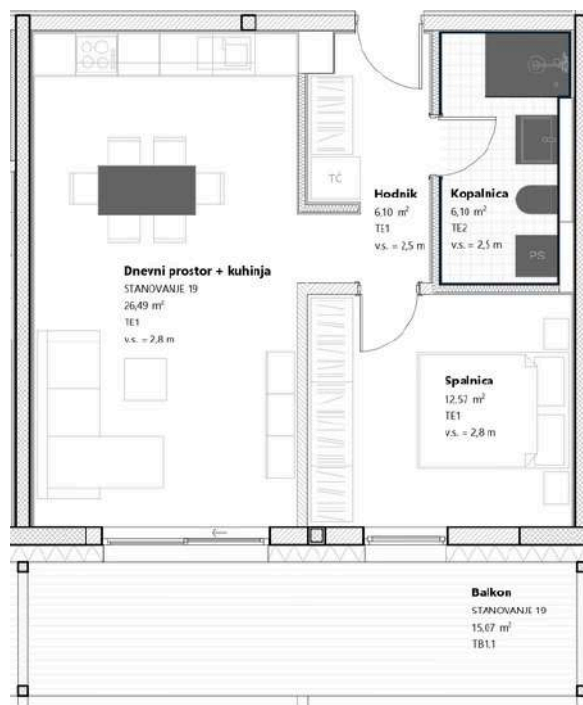 TČ
Hodnik
6,10 m²
TE1
v.s. = 2,5 m
Kopalnica
6,10 m²
TE2
v.s. = 2,5 m
PS
Dnevni prostor + kuhinja
STANOVANJE 19
26,49 m²
TE1
v.s. = 2,8 m
Spalnica
12,57 m²
TE1
v.s. = 2,8 m
Balkon
STANOVANJE 19
15,07 m²
TB1.1